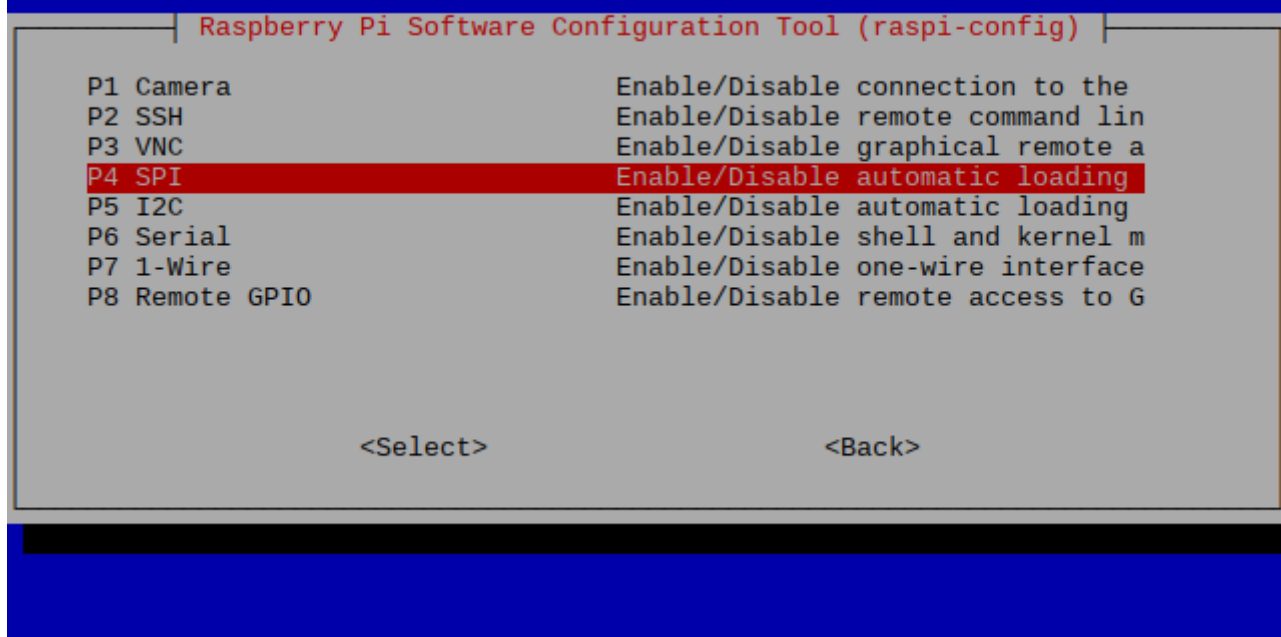 Raspberry Pi Software Configuration Tool (raspi-config)
P1 Camera Enable/Disable connection to the
P2 SSH Enable/Disable remote command lin
P3 VNC Enable/Disable graphical remote a
P4 SPI Enable/Disable automatic loading
P5 I2C Enable/Disable automatic loading
P6 Serial Enable/Disable shell and kernel m
P7 1-Wire Enable/Disable one-wire interface
P8 Remote GPIO Enable/Disable remote access to G
<Select> <Back>